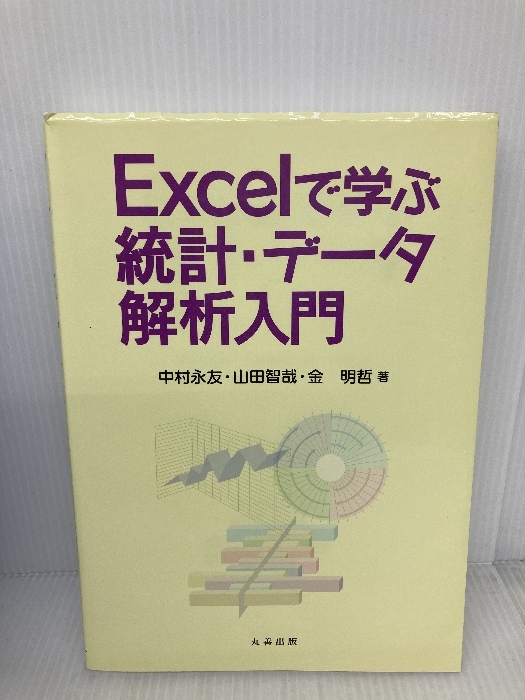 Excelで学ぶ
統計・データ
解析入門
中村永友・山田智哉・金 明哲 著
丸善出版